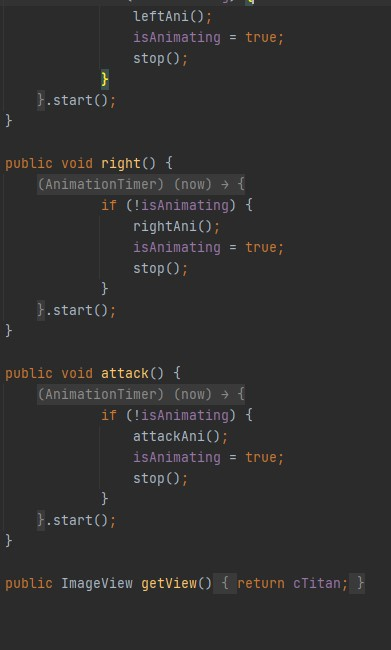 leftAni();
isAnimating = true;
stop();
}
}.start();
}
public void right() {
(AnimationTimer) (now) → {
if (!isAnimating) {
rightAni();
isAnimating = true;
stop();
}
}.start();
}
public void attack() {
(AnimationTimer) (now) → {
if (!isAnimating) {
attackAni();
isAnimating = true;
stop();
}
}.start();
}
public ImageView getView() { return cTitan; }